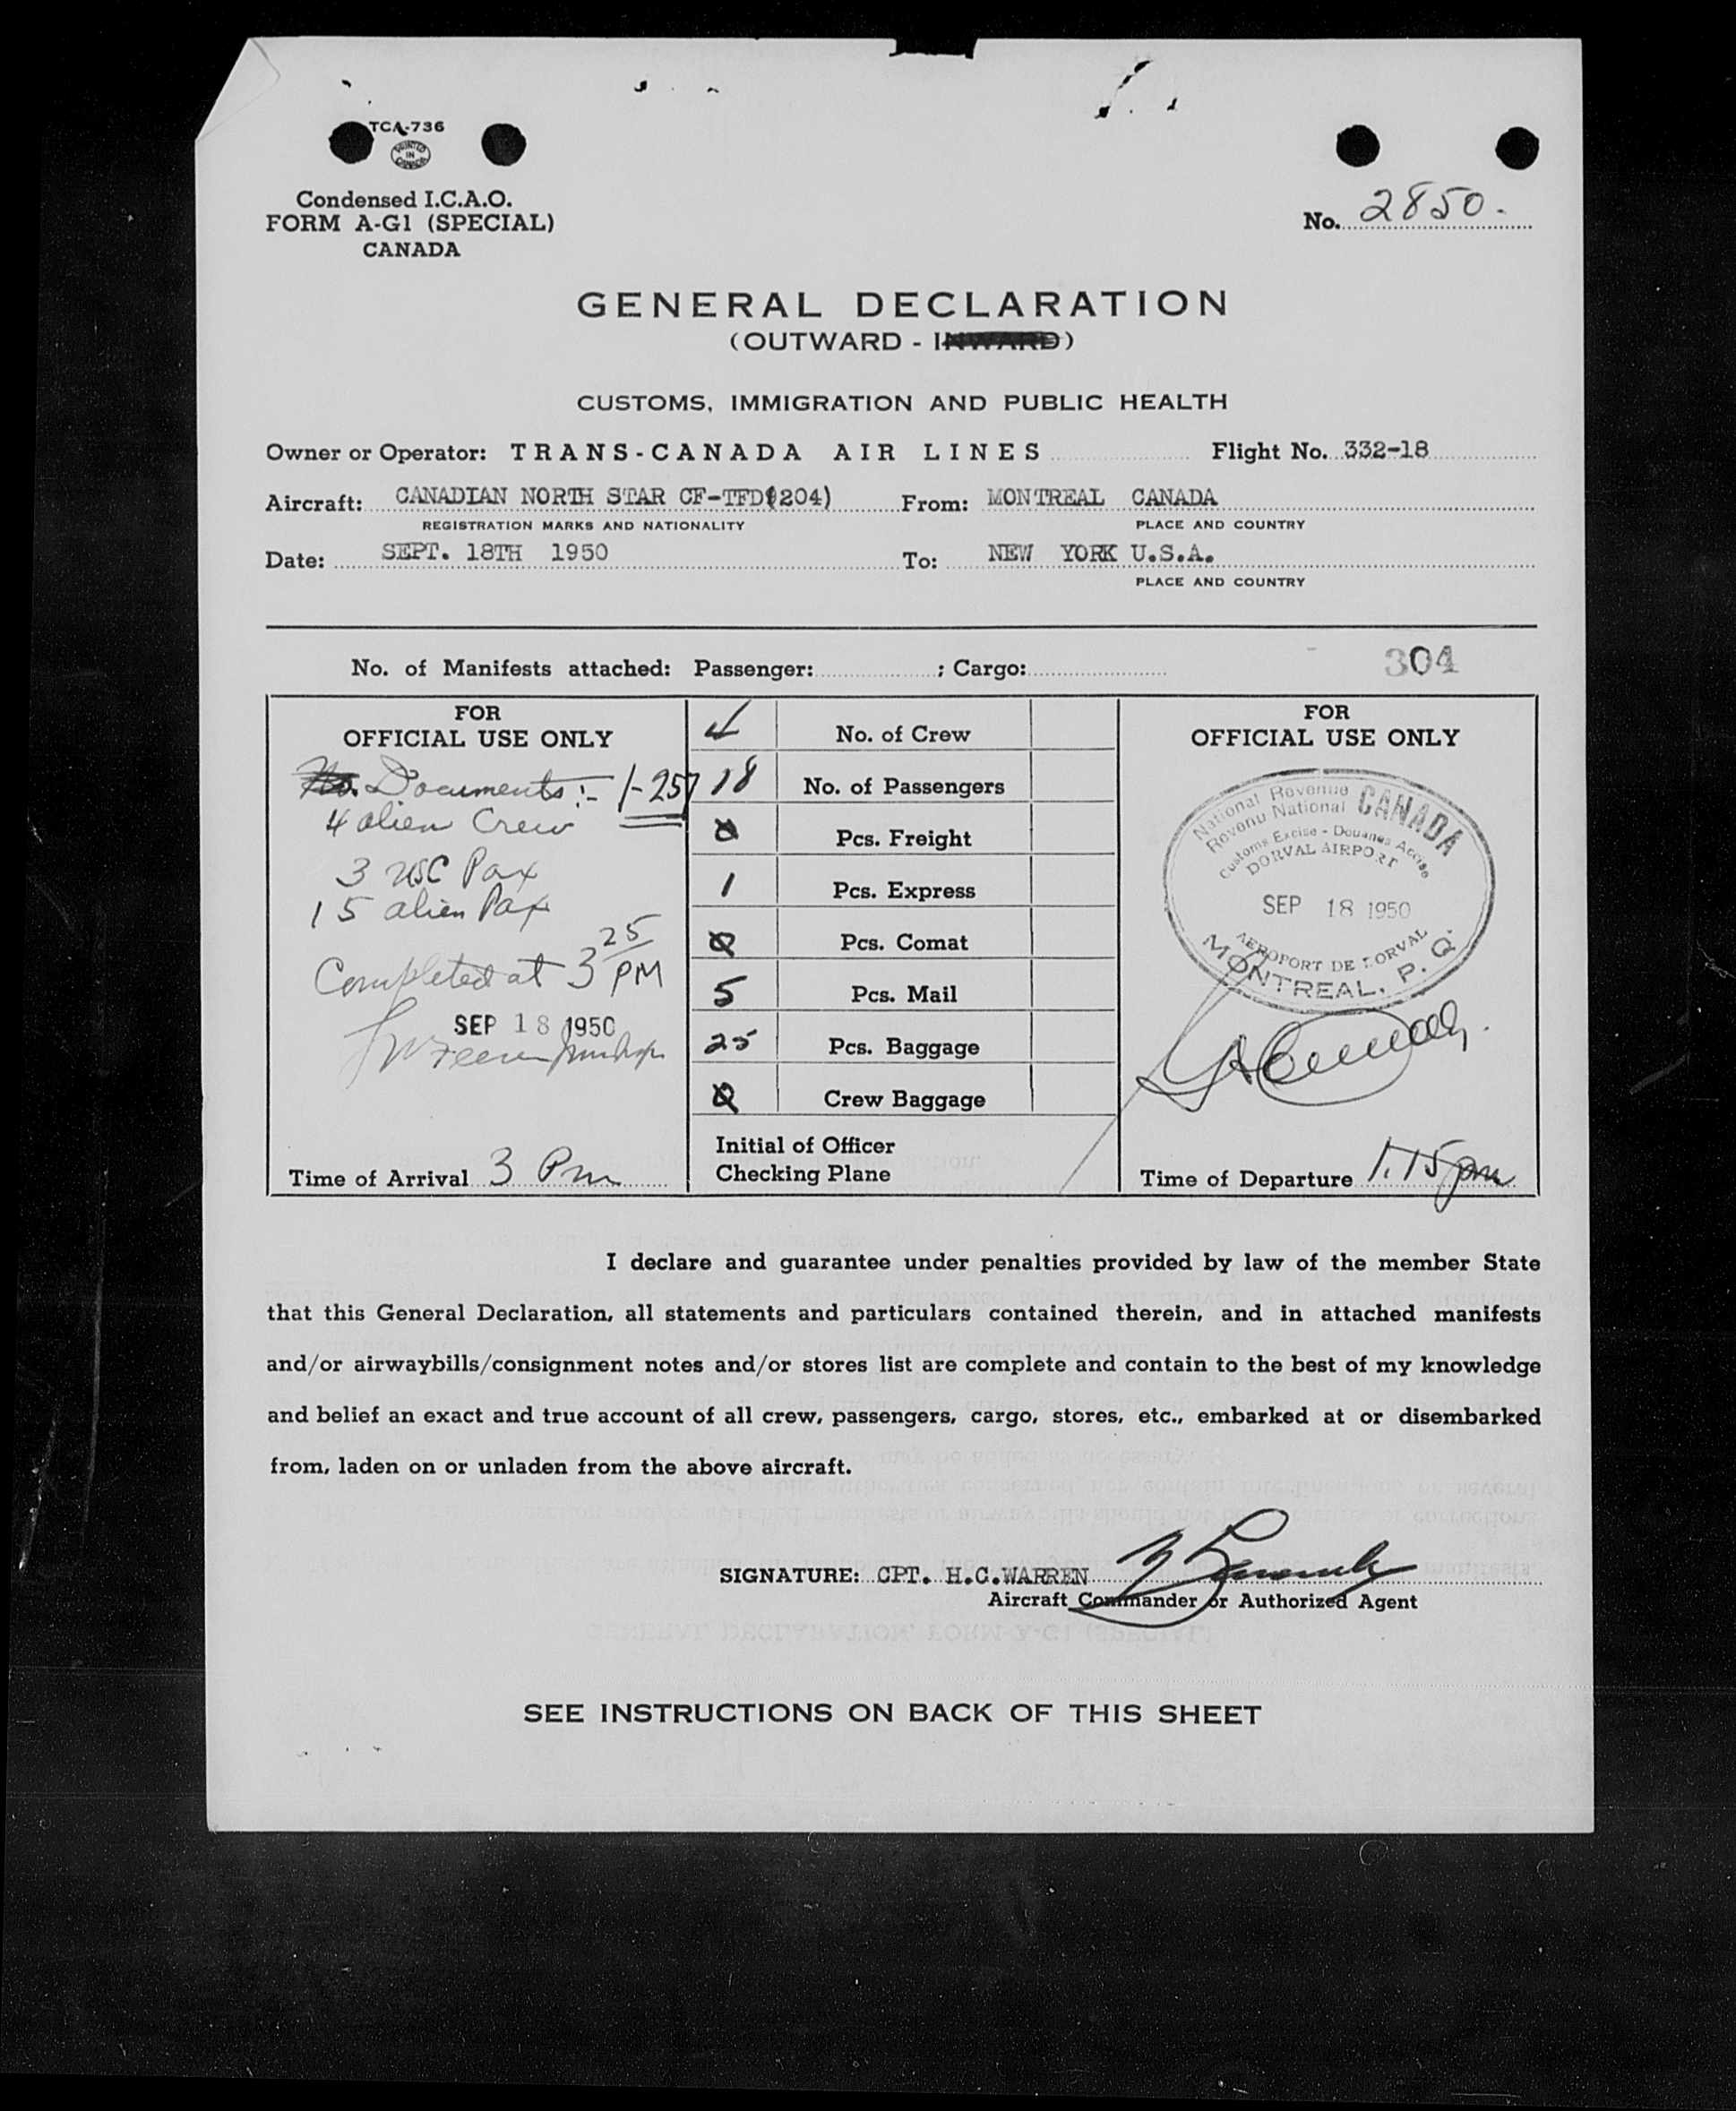 TCA-736
PRINTED IN CANADA
Condensed I.C.A.O.
FORM A-G1 (SPECIAL)
CANADA
No. 2850.
GENERAL DECLARATION
(OUTWARD - INWARD)
CUSTOMS, IMMIGRATION AND PUBLIC HEALTH
Owner or Operator: TRANS-CANADA AIR LINES Flight No. 332-18
Aircraft: CANADIAN NORTH STAR CF-TFD(204) From: MONTREAL CANADA
REGISTRATION MARKS AND NATIONALITY PLACE AND COUNTRY
Date: SEPT. 18TH 1950 To: NEW YORK U.S.A.
PLACE AND COUNTRY
No. of Manifests attached: Passenger: ; Cargo: 304
FOR
OFFICIAL USE ONLY
No. Documents:- 1-257
4 alien Crew
3 USC Pax
15 alien Pax
Completed at 3 25 PM
SEP 18 1950
Time of Arrival 3 Pm
4 No. of Crew
18 No. of Passengers
0 Pcs. Freight
1 Pcs. Express
0 Pcs. Comat
5 Pcs. Mail
25 Pcs. Baggage
0 Crew Baggage
Initial of Officer
Checking Plane
FOR
OFFICIAL USE ONLY
National Revenue CANADA
Revenu National
Customs Excise - Douanes Accise
DORVAL AIRPORT
SEP 18 1950
AEROPORT DE DORVAL
MONTREAL, P. Q.
Time of Departure 1.15 pm
I declare and guarantee under penalties provided by law of the member State
that this General Declaration, all statements and particulars contained therein, and in attached manifests
and/or airwaybills/consignment notes and/or stores list are complete and contain to the best of my knowledge
and belief an exact and true account of all crew, passengers, cargo, stores, etc., embarked at or disembarked
from, laden on or unladen from the above aircraft.
SIGNATURE: CPT. H.C.WARREN
Aircraft Commander or Authorized Agent
SEE INSTRUCTIONS ON BACK OF THIS SHEET